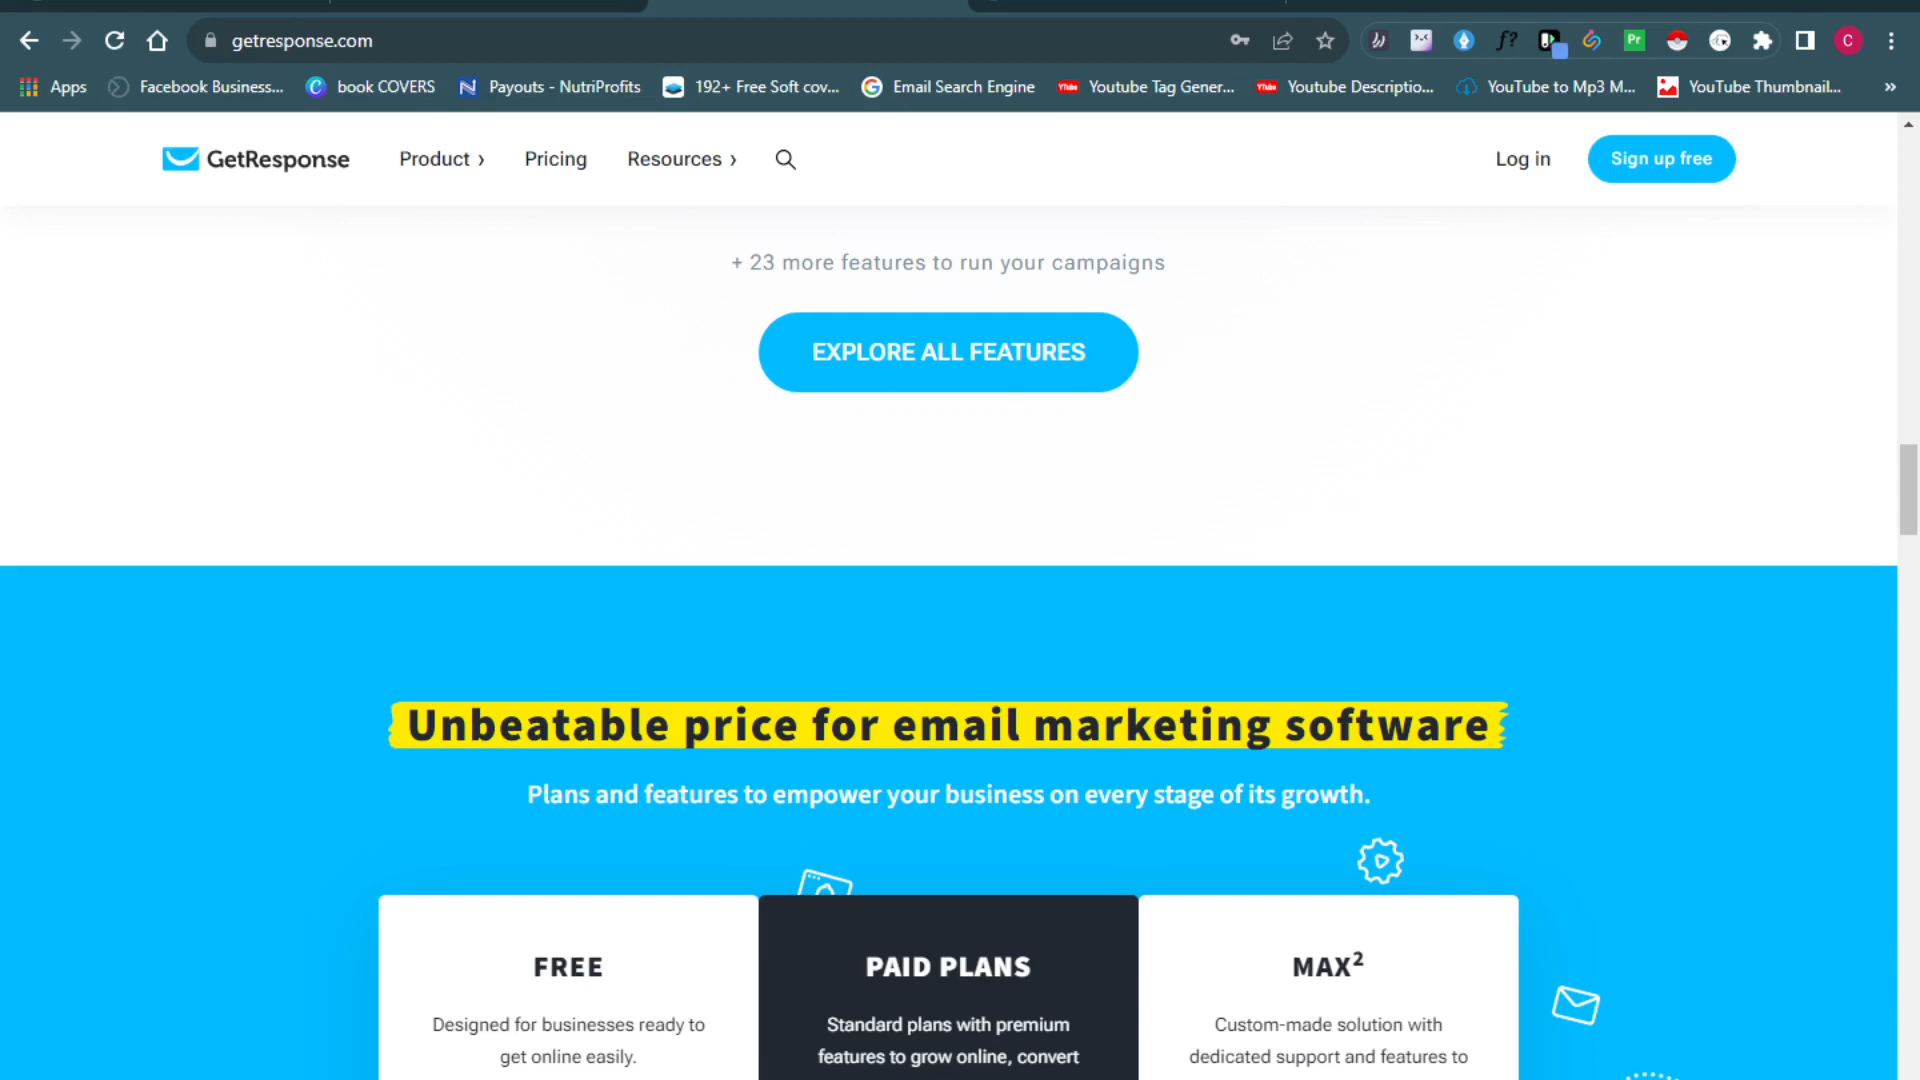 getresponse.com
Apps Facebook Business... book COVERS Payouts - NutriProfits 192+ Free Soft cov... Email Search Engine Youtube Tag Gener... Youtube Descriptio... YouTube to Mp3 M... YouTube Thumbnail... »
GetResponse Product › Pricing Resources › Log in Sign up free
+ 23 more features to run your campaigns
EXPLORE ALL FEATURES
Unbeatable price for email marketing software
Plans and features to empower your business on every stage of its growth.
FREE PAID PLANS MAX²
Designed for businesses ready to Standard plans with premium Custom-made solution with
get online easily. features to grow online, convert dedicated support and features to